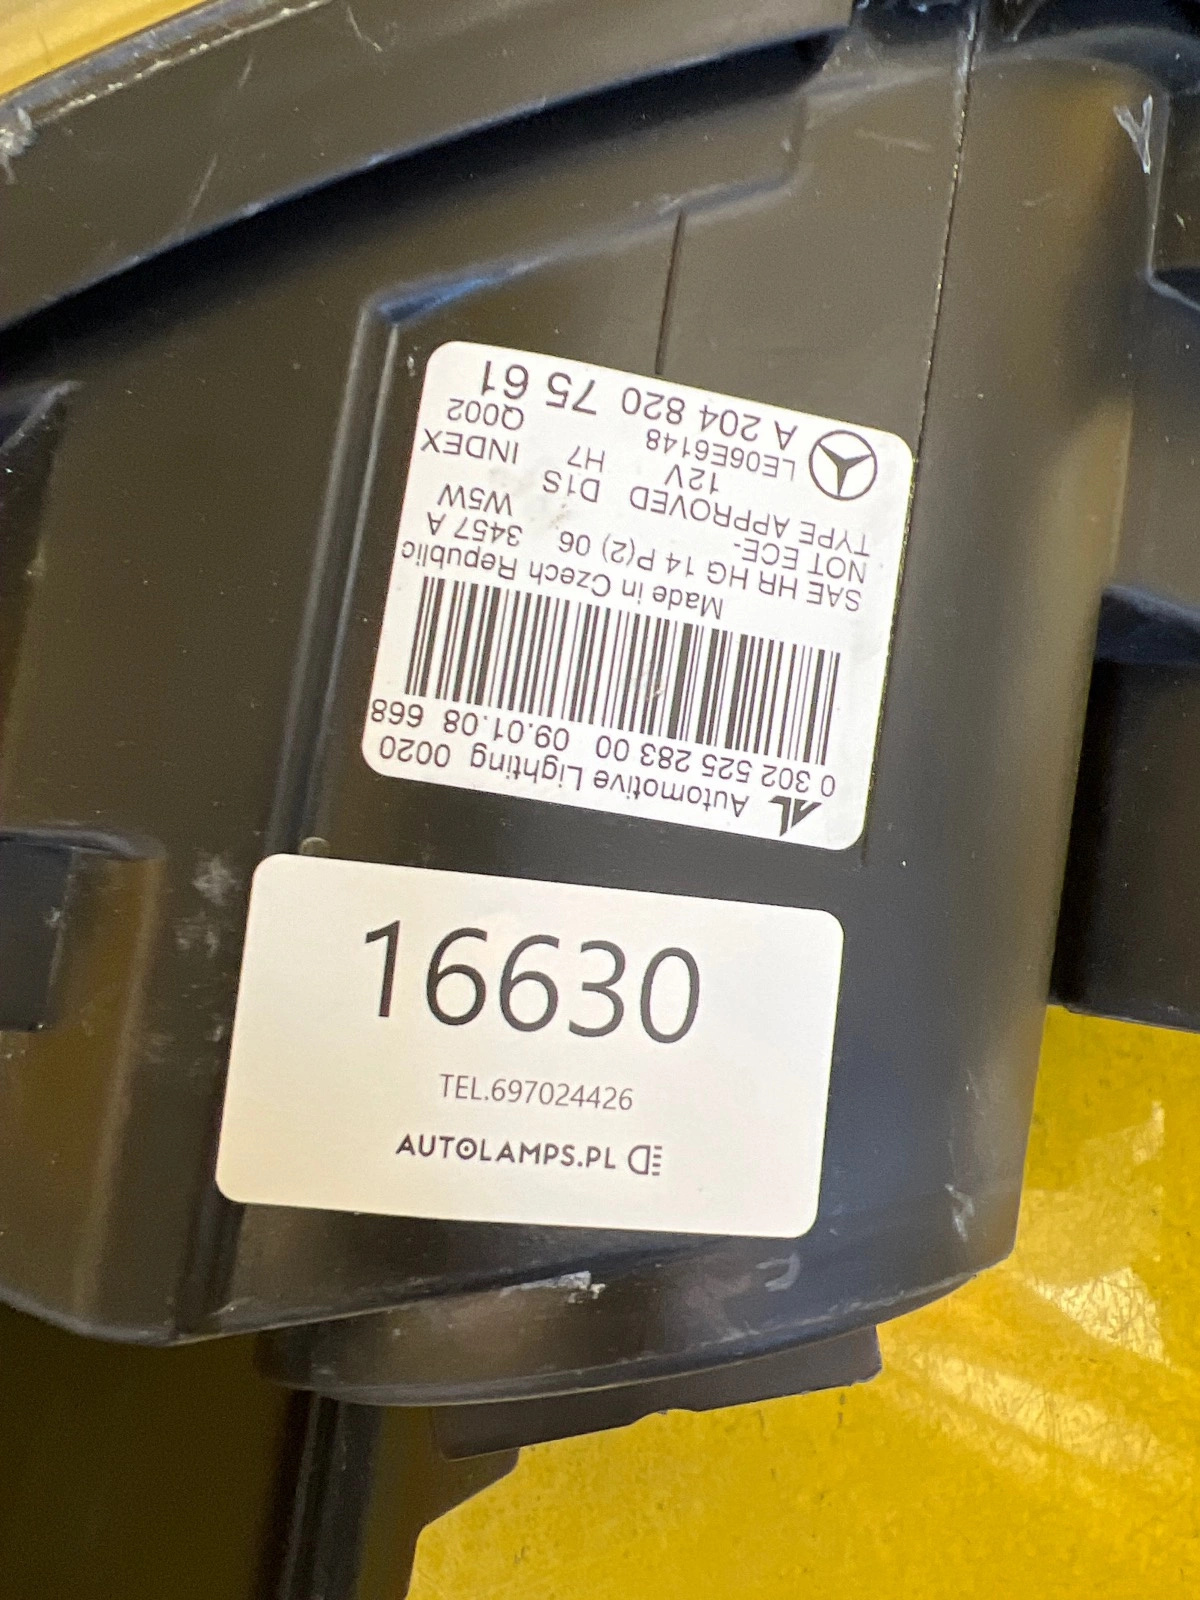 A 204 820 75 61
LE06E6148 Q002
12V H7 INDEX
TYPE APPROVED D1S
NOT ECE- W5W
SAE HR HG 14 P(2) 06 3457 A
Made in Czech Republic
0 302 525 283 00 09.01.08 668
AL Automotive Lighting 0020
16630
TEL.697024426
AUTOLAMPS.PL